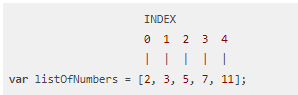 INDEX
0 1 2 3 4
| | | | |
var listOfNumbers = [2, 3, 5, 7, 11];